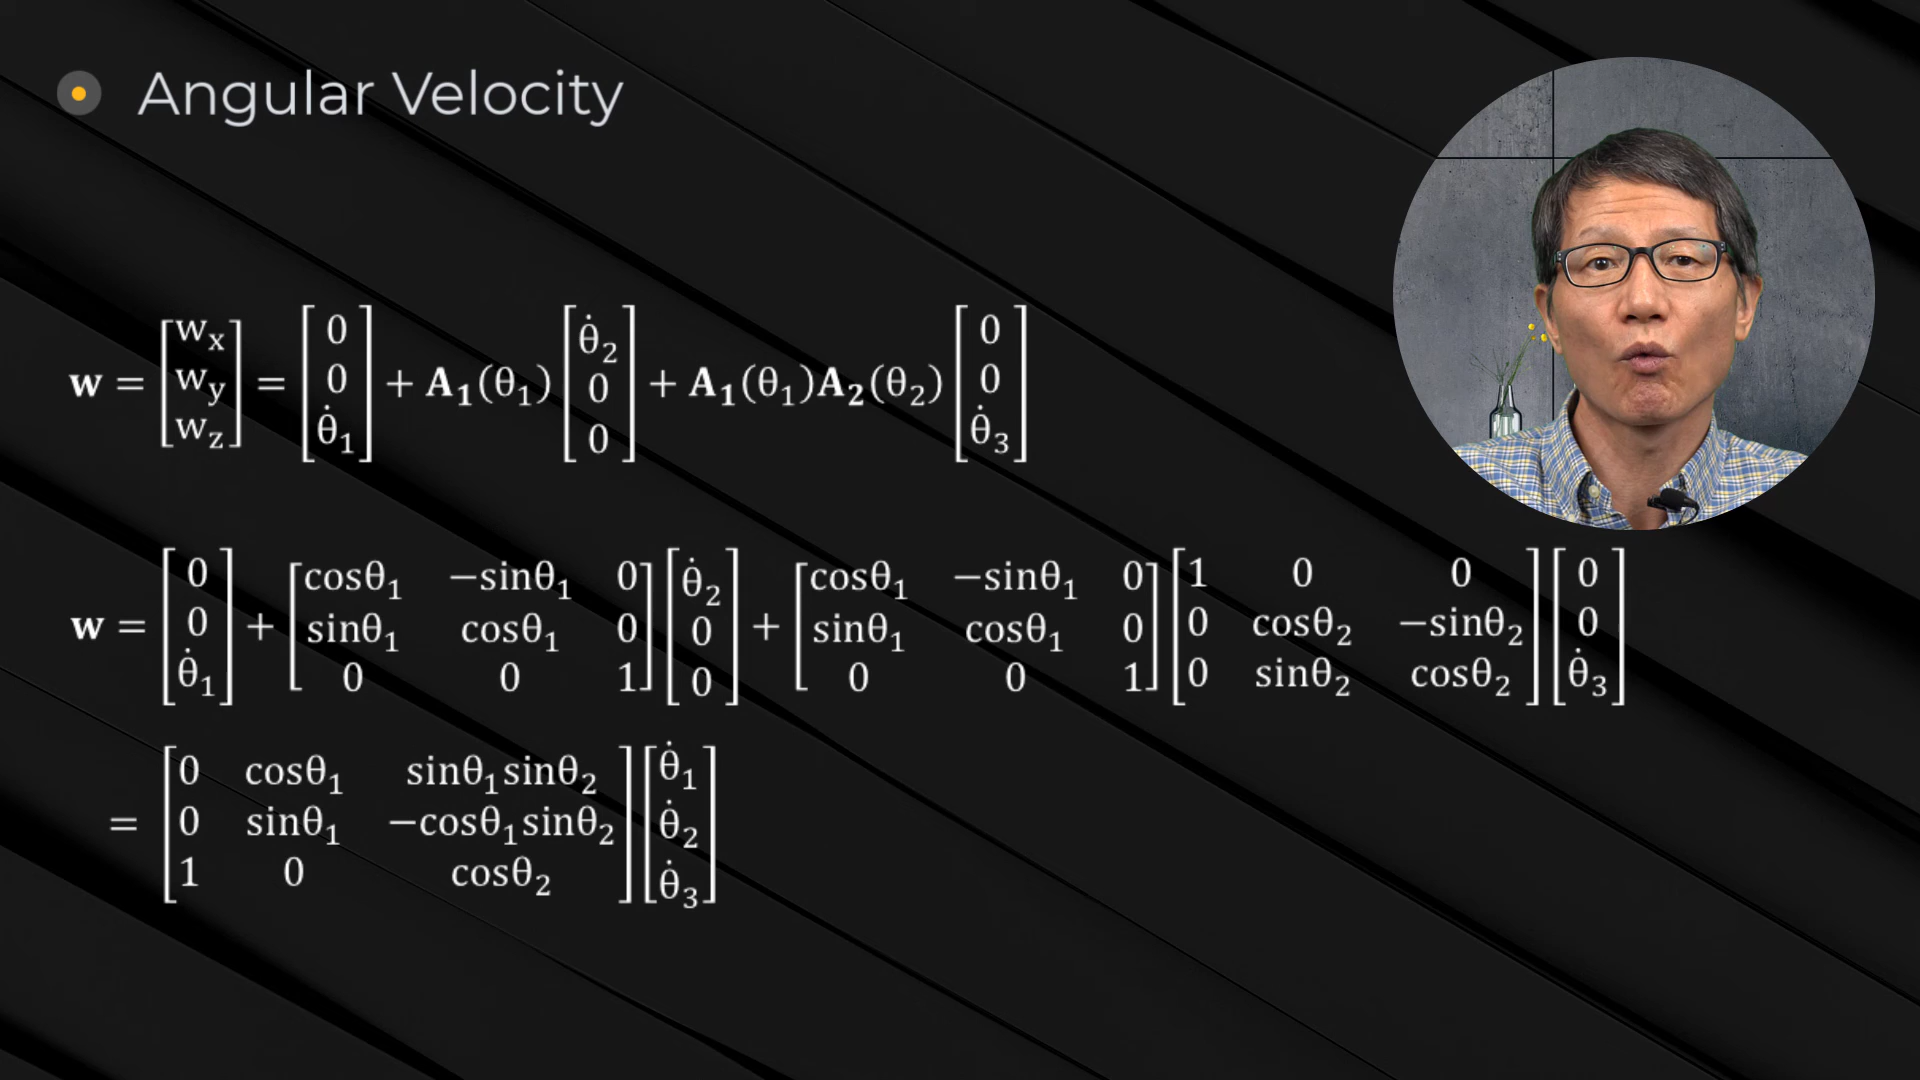 Angular Velocity
w = [w_x; w_y; w_z] = [0; 0; θ̇₁] + A₁(θ₁) [θ̇₂; 0; 0] + A₁(θ₁)A₂(θ₂) [0; 0; θ̇₃]
w = [0; 0; θ̇₁] + [cosθ₁ −sinθ₁ 0; sinθ₁ cosθ₁ 0; 0 0 1] [θ̇₂; 0; 0] + [cosθ₁ −sinθ₁ 0; sinθ₁ cosθ₁ 0; 0 0 1] [1 0 0; 0 cosθ₂ −sinθ₂; 0 sinθ₂ cosθ₂] [0; 0; θ̇₃]
= [0 cosθ₁ sinθ₁sinθ₂; 0 sinθ₁ −cosθ₁sinθ₂; 1 0 cosθ₂] [θ̇₁; θ̇₂; θ̇₃]